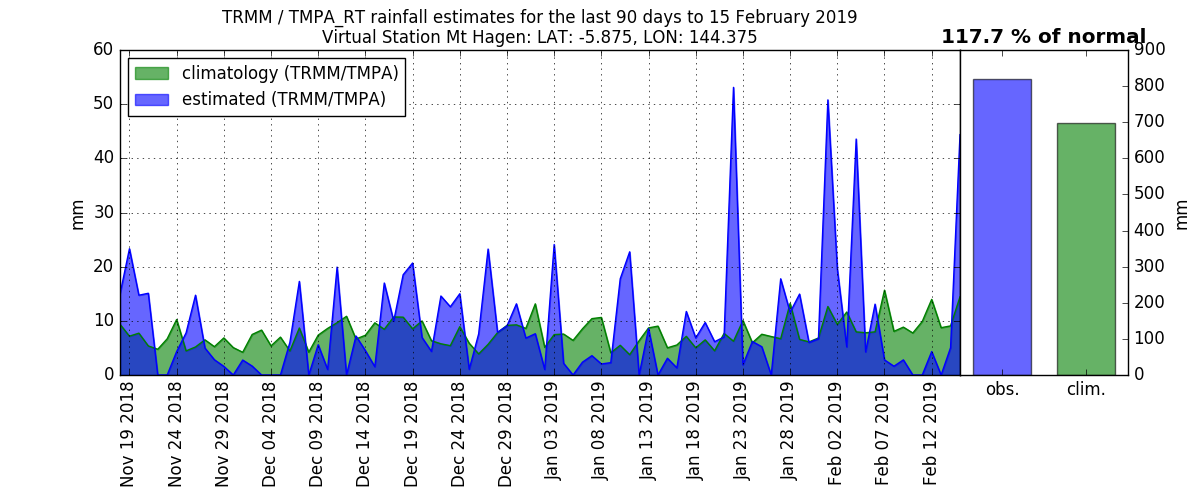 TRMM / TMPA_RT rainfall estimates for the last 90 days to 15 February 2019
Virtual Station Mt Hagen: LAT: -5.875, LON: 144.375
117.7 % of normal
climatology (TRMM/TMPA)
estimated (TRMM/TMPA)
60
50
40
30
20
10
0
mm
900
800
700
600
500
400
300
200
100
0
mm
obs.
clim.
Nov 19 2018
Nov 24 2018
Nov 29 2018
Dec 04 2018
Dec 09 2018
Dec 14 2018
Dec 19 2018
Dec 24 2018
Dec 29 2018
Jan 03 2019
Jan 08 2019
Jan 13 2019
Jan 18 2019
Jan 23 2019
Jan 28 2019
Feb 02 2019
Feb 07 2019
Feb 12 2019